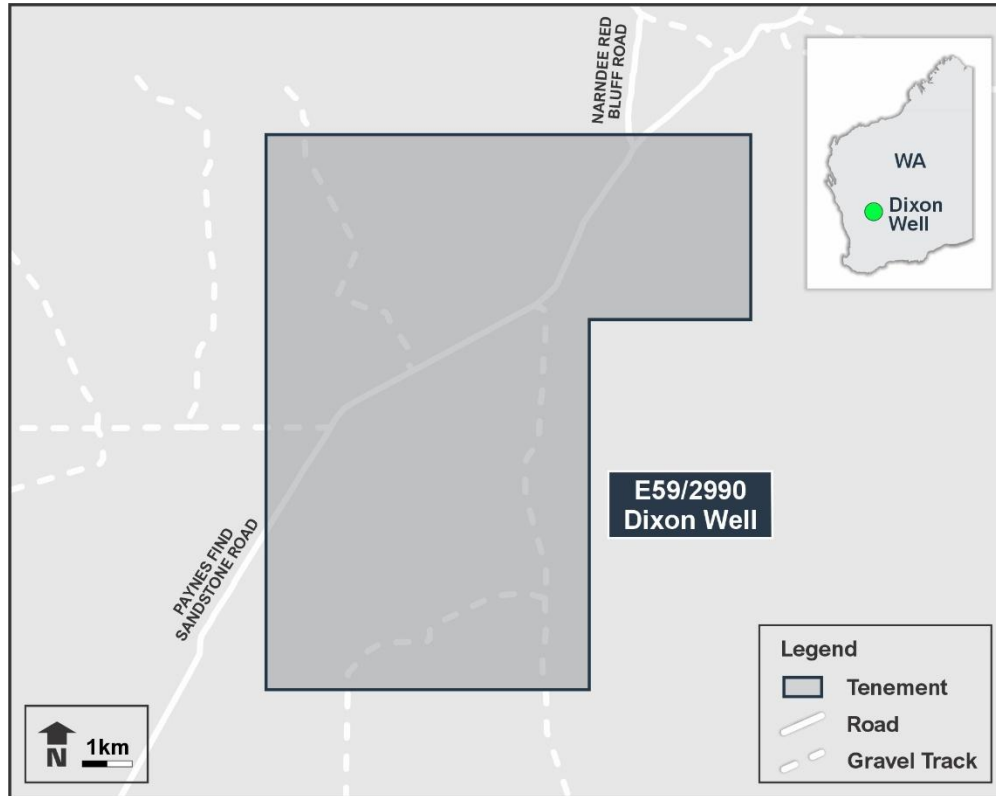 NARNDEE RED
BLUFF ROAD
WA
Dixon
Well
E59/2990
Dixon Well
PAYNES FIND
SANDSTONE ROAD
Legend
Tenement
Road
Gravel Track
N
1km